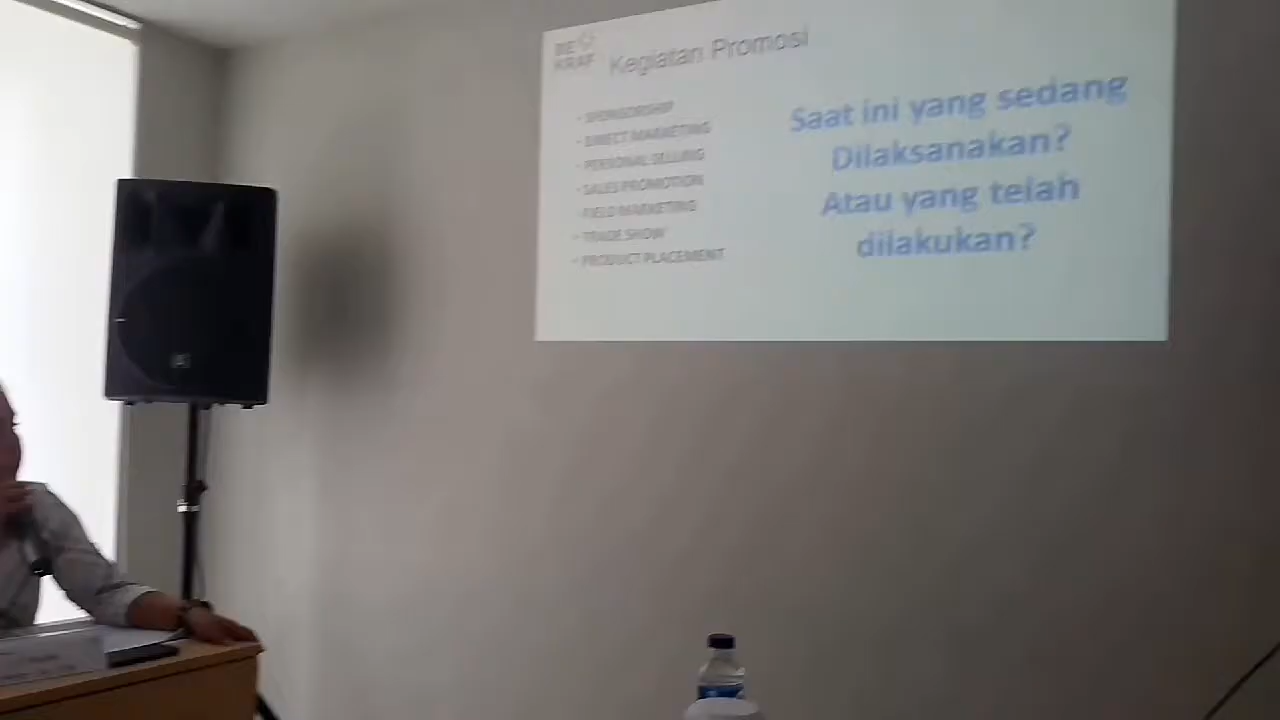 BE
KRAF
Kegiatan Promosi
• SPONSORSHIP
• DIRECT MARKETING
• PERSONAL SELLING
• SALES PROMOTION
• FIELD MARKETING
• TRADE SHOW
• PRODUCT PLACEMENT
Saat ini yang sedang
Dilaksanakan?
Atau yang telah
dilakukan?